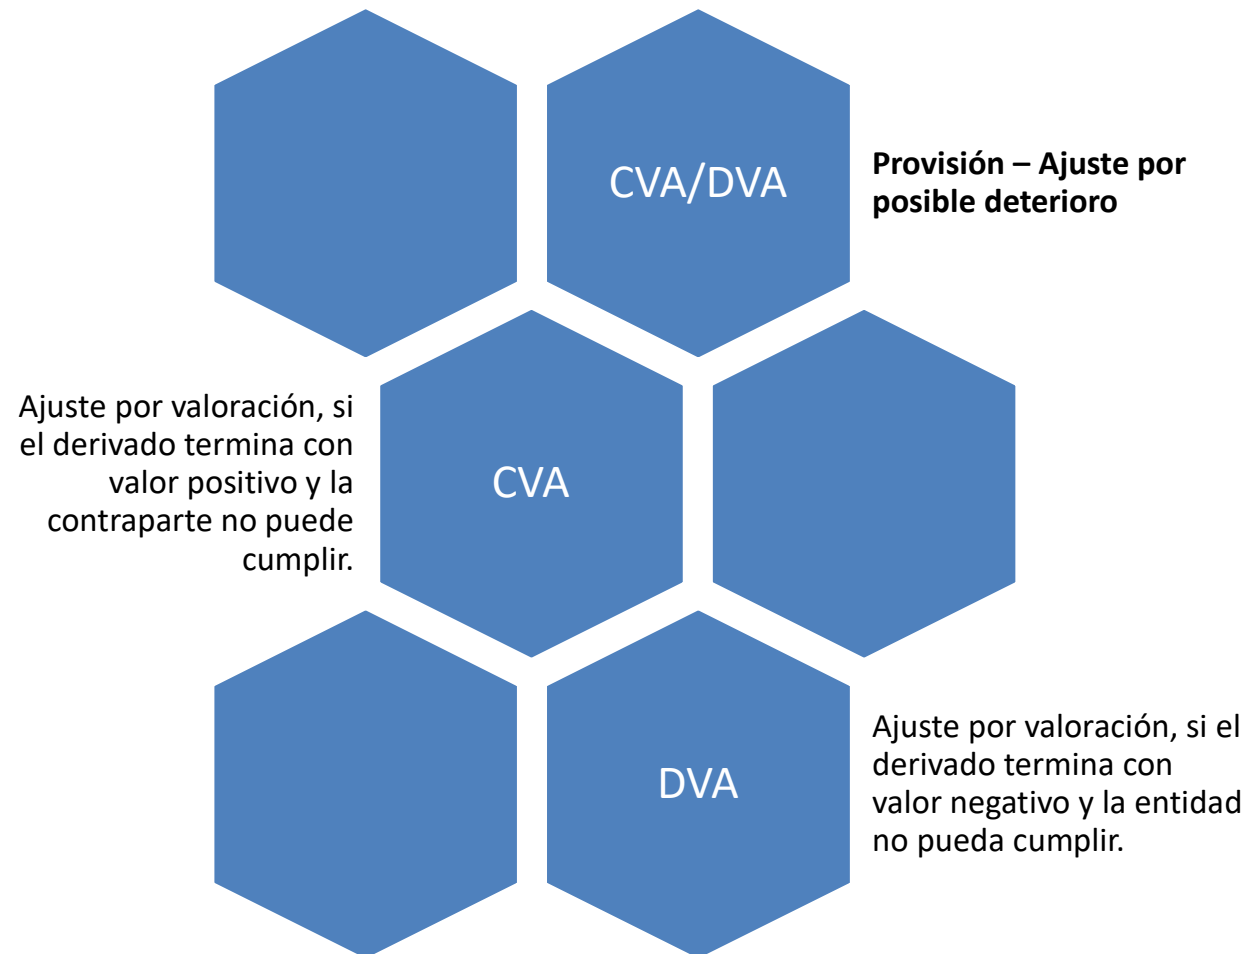 CVA/DVA
Provisión – Ajuste por
posible deterioro
Ajuste por valoración, si
el derivado termina con
valor positivo y la
contraparte no puede
cumplir.
CVA
DVA
Ajuste por valoración, si el
derivado termina con
valor negativo y la entidad
no pueda cumplir.